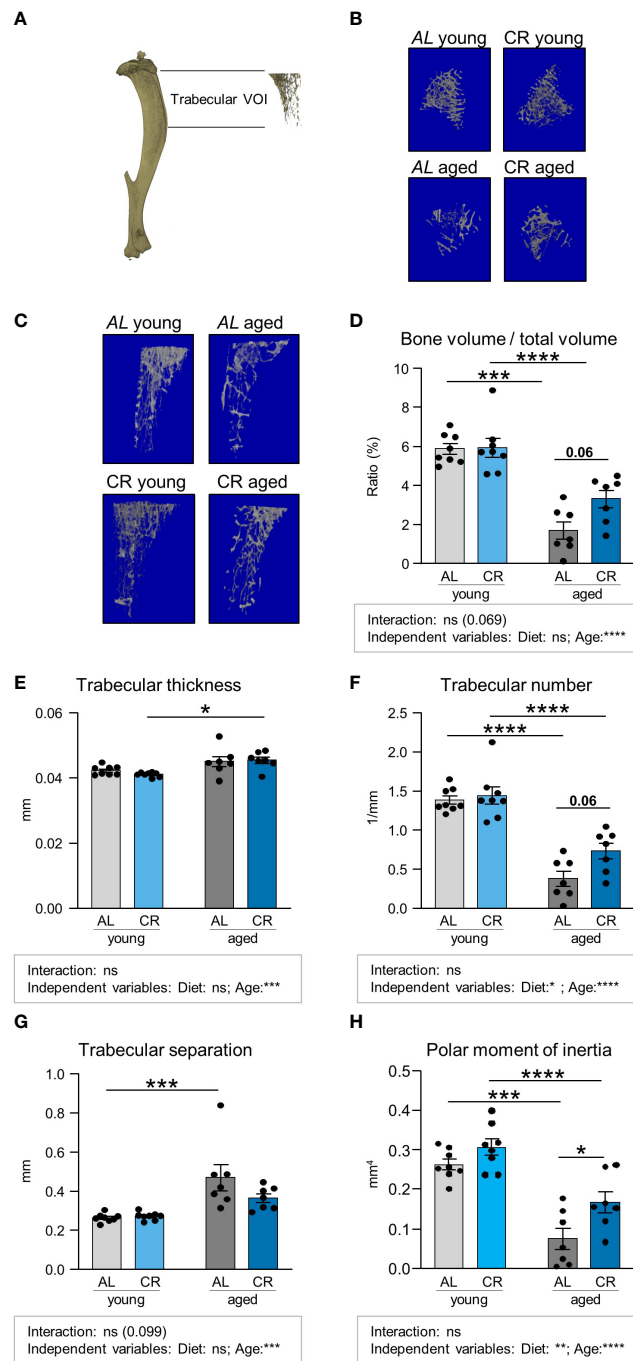 A
Trabecular VOI
B
AL young
CR young
AL aged
CR aged
C
AL young
AL aged
CR young
CR aged
D
Bone volume / total volume
****
***
0.06
Ratio (%)
10
8
6
4
2
0
AL CR AL CR
young aged
Interaction: ns (0.069)
Independent variables: Diet: ns; Age:****
E
Trabecular thickness
*
mm
0.06
0.04
0.02
0.00
AL CR AL CR
young aged
Interaction: ns
Independent variables: Diet: ns; Age:***
F
Trabecular number
****
****
0.06
1/mm
2.5
2.0
1.5
1.0
0.5
0.0
AL CR AL CR
young aged
Interaction: ns
Independent variables: Diet:* ; Age:****
G
Trabecular separation
***
mm
1.0
0.8
0.6
0.4
0.2
0.0
AL CR AL CR
young aged
Interaction: ns (0.099)
Independent variables: Diet: ns; Age:***
H
Polar moment of inertia
****
***
*
mm⁴
0.5
0.4
0.3
0.2
0.1
0.0
AL CR AL CR
young aged
Interaction: ns
Independent variables: Diet: **; Age:****